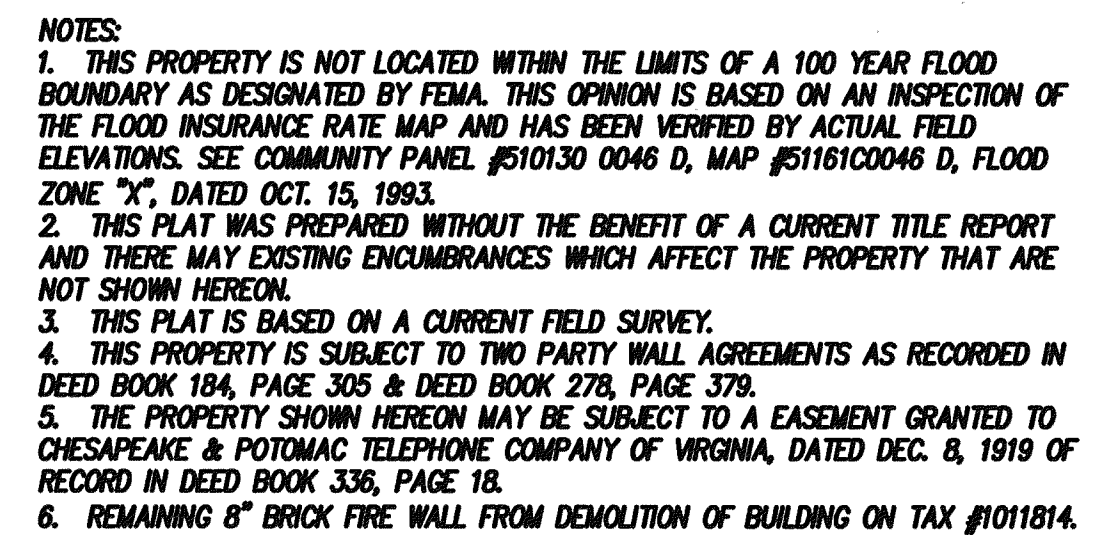 NOTES:
1. THIS PROPERTY IS NOT LOCATED WITHIN THE LIMITS OF A 100 YEAR FLOOD
BOUNDARY AS DESIGNATED BY FEMA. THIS OPINION IS BASED ON AN INSPECTION OF
THE FLOOD INSURANCE RATE MAP AND HAS BEEN VERIFIED BY ACTUAL FIELD
ELEVATIONS. SEE COMMUNITY PANEL #510130 0046 D, MAP #51161C0046 D, FLOOD
ZONE "X", DATED OCT. 15, 1993.
2. THIS PLAT WAS PREPARED WITHOUT THE BENEFIT OF A CURRENT TITLE REPORT
AND THERE MAY EXISTING ENCUMBRANCES WHICH AFFECT THE PROPERTY THAT ARE
NOT SHOWN HEREON.
3. THIS PLAT IS BASED ON A CURRENT FIELD SURVEY.
4. THIS PROPERTY IS SUBJECT TO TWO PARTY WALL AGREEMENTS AS RECORDED IN
DEED BOOK 184, PAGE 305 & DEED BOOK 278, PAGE 379.
5. THE PROPERTY SHOWN HEREON MAY BE SUBJECT TO A EASEMENT GRANTED TO
CHESAPEAKE & POTOMAC TELEPHONE COMPANY OF VIRGINIA, DATED DEC. 8, 1919 OF
RECORD IN DEED BOOK 336, PAGE 18.
6. REMAINING 8" BRICK FIRE WALL FROM DEMOLITION OF BUILDING ON TAX #1011814.